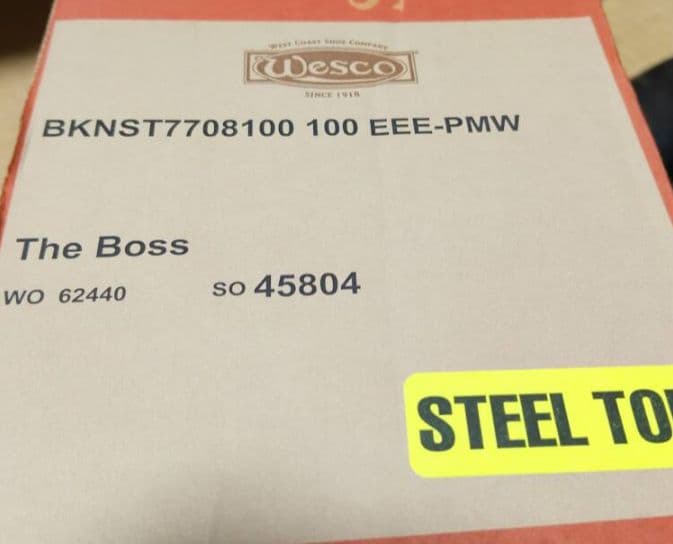 WEST COAST SHOE COMPANY
Wesco
SINCE 1918
BKNST7708100 100 EEE-PMW
The Boss
WO 62440 SO 45804
STEEL TO